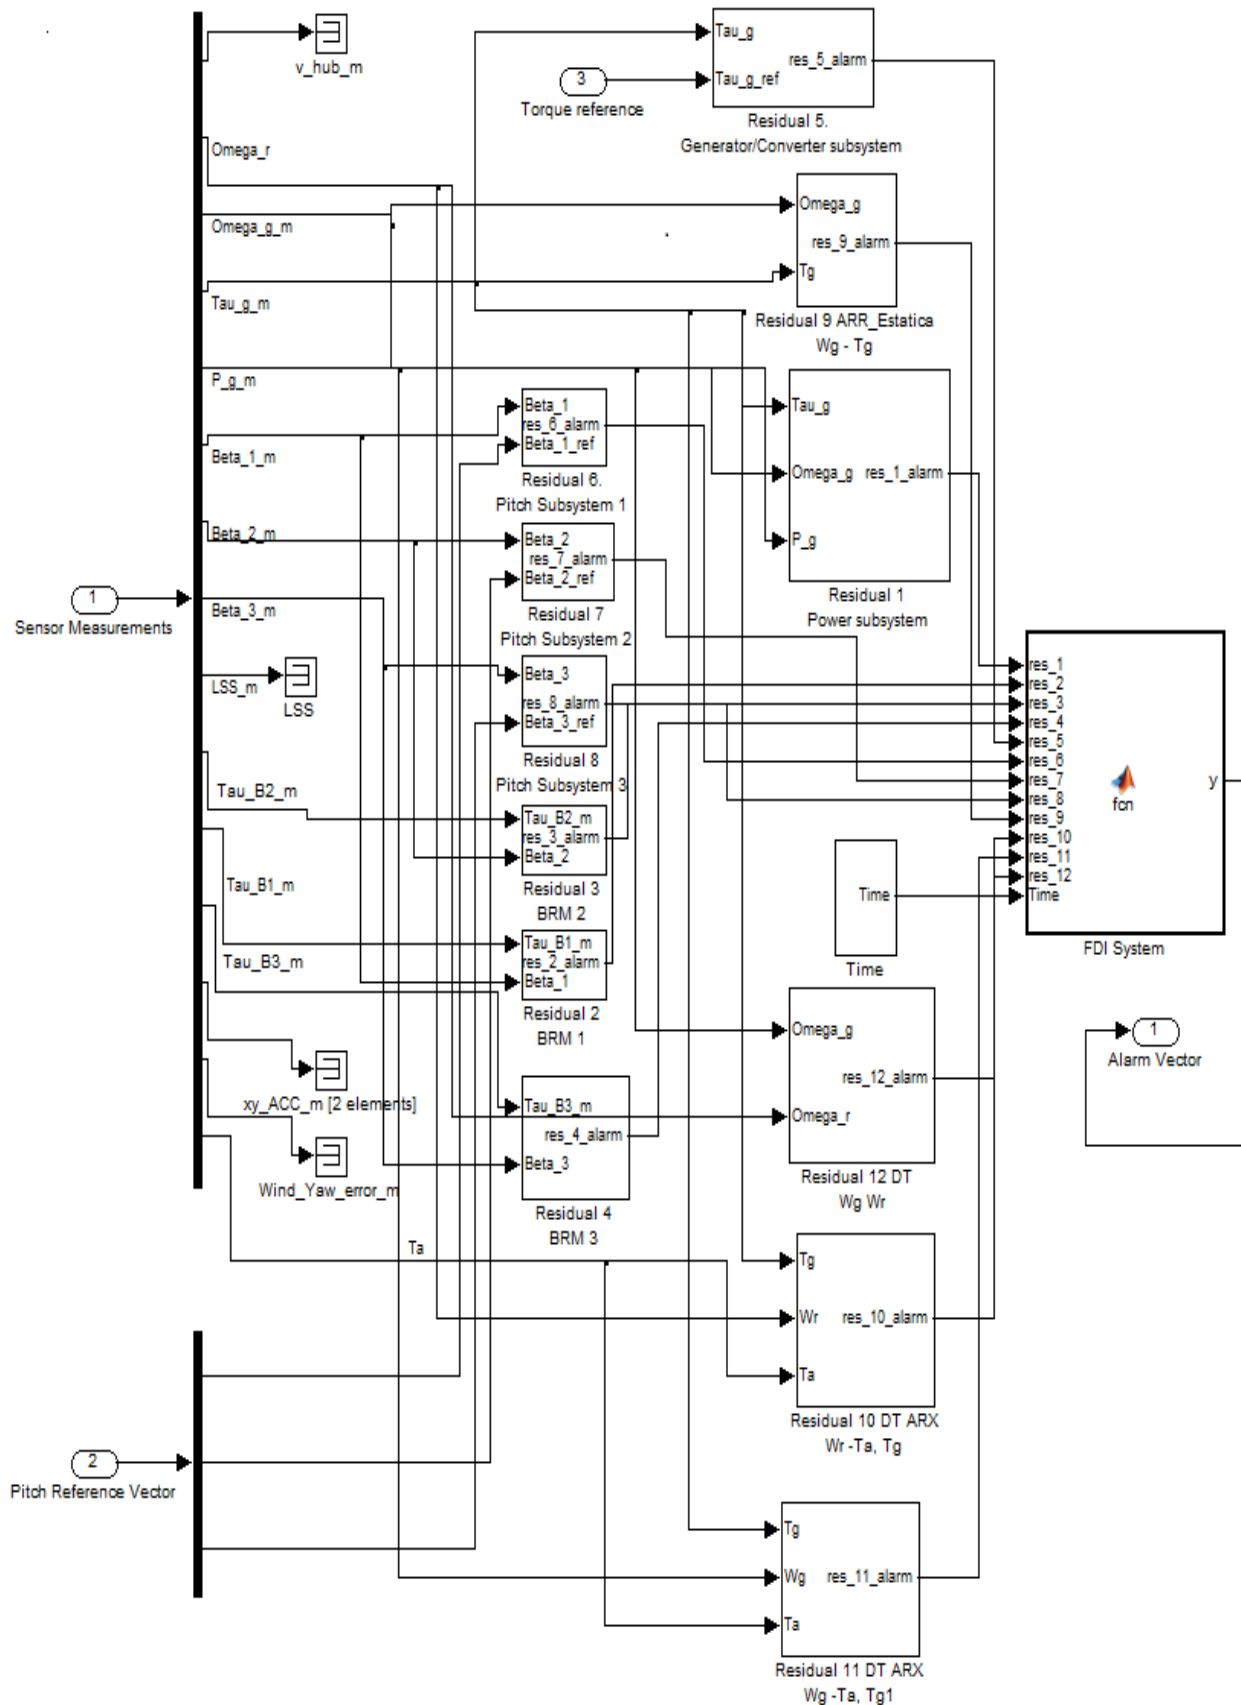 v_hub_m
Tau_g
res_5_alarm
Tau_g_ref
3
Torque reference
Residual 5.
Generator/Converter subsystem
Omega_r
Omega_g
res_9_alarm
Tg
Residual 9 ARR_Estatica
Wg - Tg
Omega_g_m
Tau_g_m
P_g_m
Tau_g
Omega_g
res_1_alarm
P_g
Residual 1
Power subsystem
Beta_1
res_6_alarm
Beta_1_ref
Residual 6.
Pitch Subsystem 1
Beta_1_m
Beta_2_m
Beta_2
res_7_alarm
Beta_2_ref
Residual 7
Pitch Subsystem 2
1
Sensor Measurements
Beta_3_m
LSS_m
LSS
Beta_3
res_8_alarm
Beta_3_ref
Residual 8
Pitch Subsystem 3
Tau_B2_m
Tau_B2_m
res_3_alarm
Beta_2
Residual 3
BRM 2
Tau_B1_m
Tau_B1_m
res_2_alarm
Beta_1
Residual 2
BRM 1
Tau_B3_m
res_1
res_2
res_3
res_4
res_5
res_6
res_7
res_8
res_9
res_10
res_11
res_12
Time
fcn
y
FDI System
Time
Time
xy_ACC_m [2 elements]
Wind_Yaw_error_m
Tau_B3_m
res_4_alarm
Beta_3
Residual 4
BRM 3
Omega_g
res_12_alarm
Omega_r
Residual 12 DT
Wg Wr
1
Alarm Vector
Ta
Tg
Wr
res_10_alarm
Ta
Residual 10 DT ARX
Wr -Ta, Tg
2
Pitch Reference Vector
Tg
Wg
res_11_alarm
Ta
Residual 11 DT ARX
Wg -Ta, Tg1